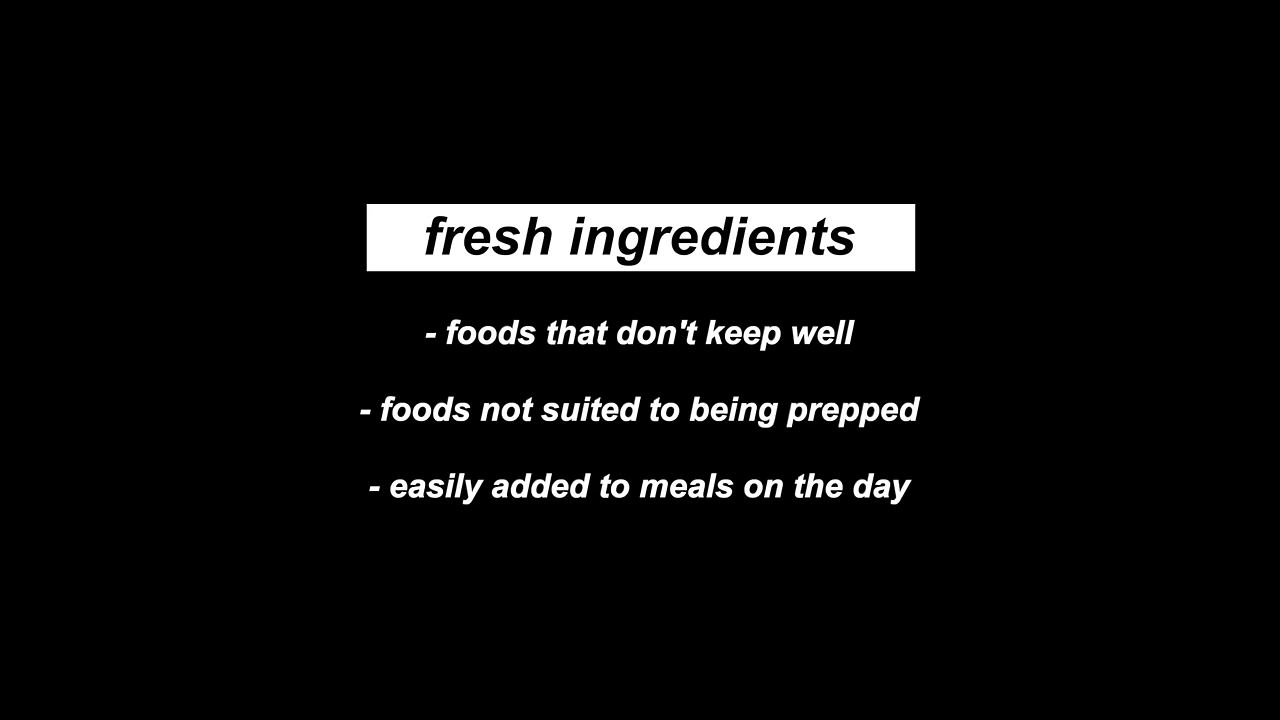 fresh ingredients
- foods that don't keep well
- foods not suited to being prepped
- easily added to meals on the day